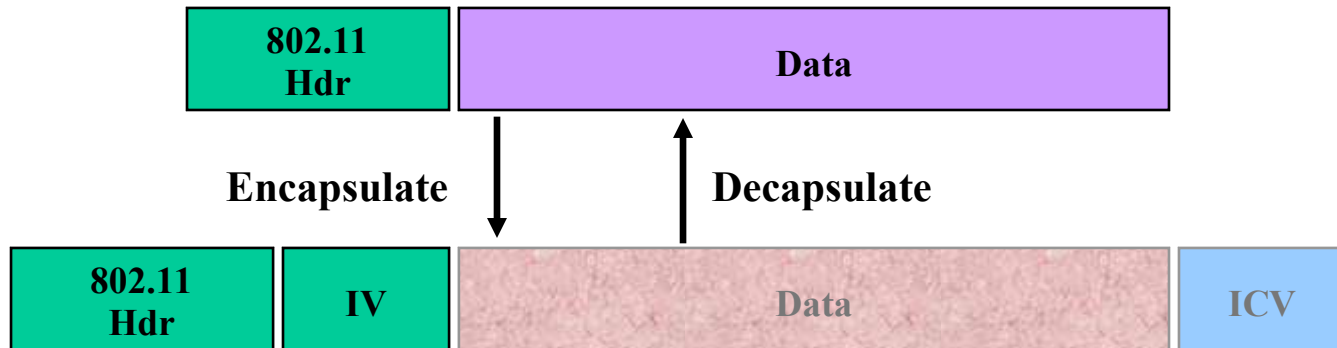 802.11
Hdr
Data
Encapsulate
Decapsulate
802.11
Hdr
IV
Data
ICV